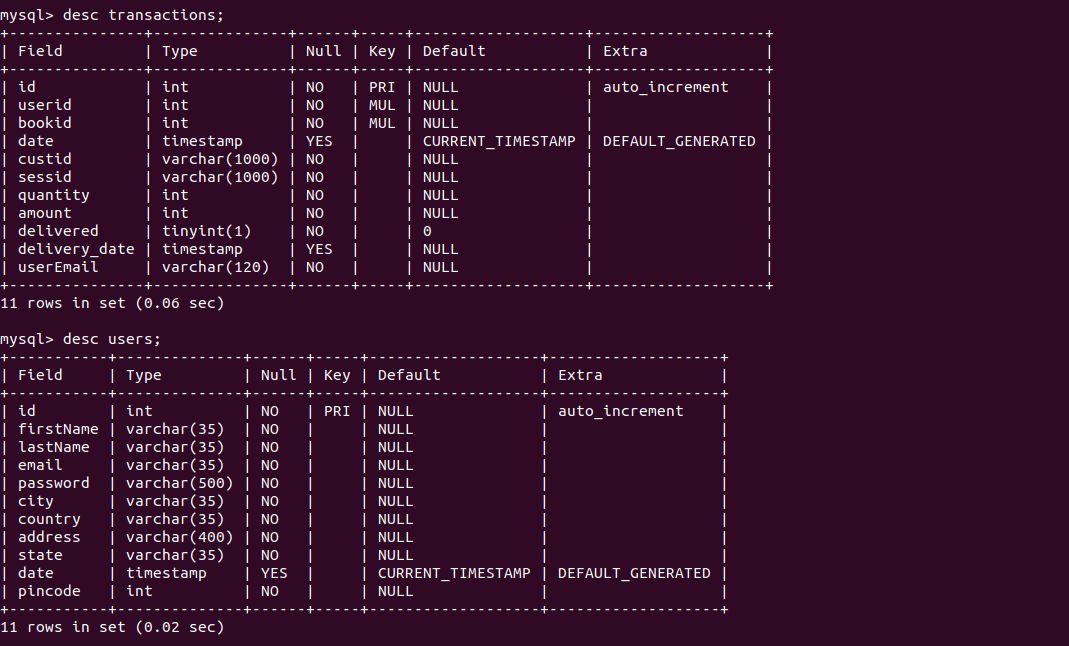 mysql> desc transactions;
+---------------+---------------+------+-----+-------------------+-------------------+
| Field         | Type          | Null | Key | Default           | Extra             |
+---------------+---------------+------+-----+-------------------+-------------------+
| id            | int           | NO   | PRI | NULL              | auto_increment    |
| userid        | int           | NO   | MUL | NULL              |                   |
| bookid        | int           | NO   | MUL | NULL              |                   |
| date          | timestamp     | YES  |     | CURRENT_TIMESTAMP | DEFAULT_GENERATED |
| custid        | varchar(1000) | NO   |     | NULL              |                   |
| sessid        | varchar(1000) | NO   |     | NULL              |                   |
| quantity      | int           | NO   |     | NULL              |                   |
| amount        | int           | NO   |     | NULL              |                   |
| delivered     | tinyint(1)    | NO   |     | 0                 |                   |
| delivery_date | timestamp     | YES  |     | NULL              |                   |
| userEmail     | varchar(120)  | NO   |     | NULL              |                   |
+---------------+---------------+------+-----+-------------------+-------------------+
11 rows in set (0.06 sec)
mysql> desc users;
+-----------+--------------+------+-----+-------------------+-------------------+
| Field     | Type         | Null | Key | Default           | Extra             |
+-----------+--------------+------+-----+-------------------+-------------------+
| id        | int          | NO   | PRI | NULL              | auto_increment    |
| firstName | varchar(35)  | NO   |     | NULL              |                   |
| lastName  | varchar(35)  | NO   |     | NULL              |                   |
| email     | varchar(35)  | NO   |     | NULL              |                   |
| password  | varchar(500) | NO   |     | NULL              |                   |
| city      | varchar(35)  | NO   |     | NULL              |                   |
| country   | varchar(35)  | NO   |     | NULL              |                   |
| address   | varchar(400) | NO   |     | NULL              |                   |
| state     | varchar(35)  | NO   |     | NULL              |                   |
| date      | timestamp    | YES  |     | CURRENT_TIMESTAMP | DEFAULT_GENERATED |
| pincode   | int          | NO   |     | NULL              |                   |
+-----------+--------------+------+-----+-------------------+-------------------+
11 rows in set (0.02 sec)